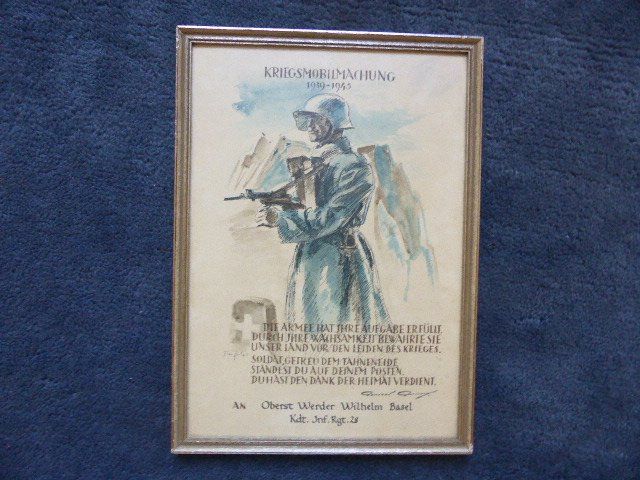 KRIEGSMOBILMACHUNG
1939-1945
DIE ARMEE HAT IHRE AUFGABE ERFÜLLT.
DURCH IHRE WACHSAMKEIT BEWAHRTE SIE
UNSER LAND VOR DEN LEIDEN DES KRIEGES.
SOLDAT, GETREU DEM FAHNENEIDE
STANDEST DU AUF DEINEM POSTEN.
DU HAST DEN DANK DER HEIMAT VERDIENT.
AN Oberst Werder Wilhelm Basel
Kdt. Inf. Rgt. 28